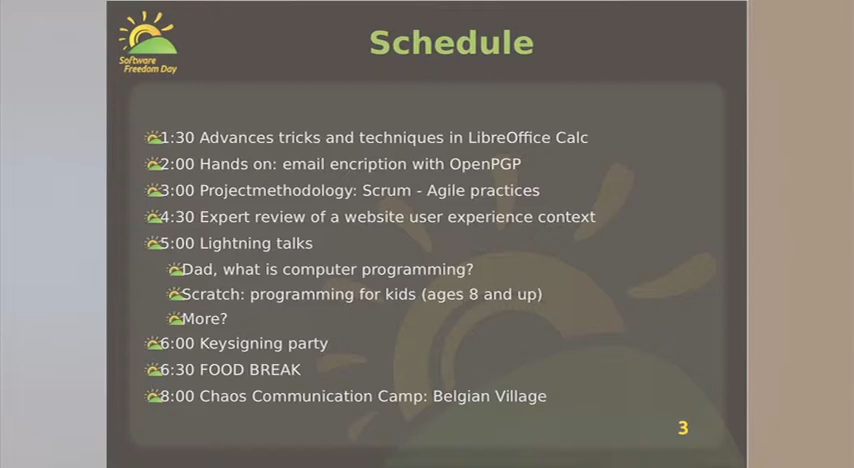 Software
Freedom Day
Schedule
1:30 Advances tricks and techniques in LibreOffice Calc
2:00 Hands on: email encription with OpenPGP
3:00 Projectmethodology: Scrum - Agile practices
4:30 Expert review of a website user experience context
5:00 Lightning talks
Dad, what is computer programming?
Scratch: programming for kids (ages 8 and up)
More?
6:00 Keysigning party
6:30 FOOD BREAK
8:00 Chaos Communication Camp: Belgian Village
3